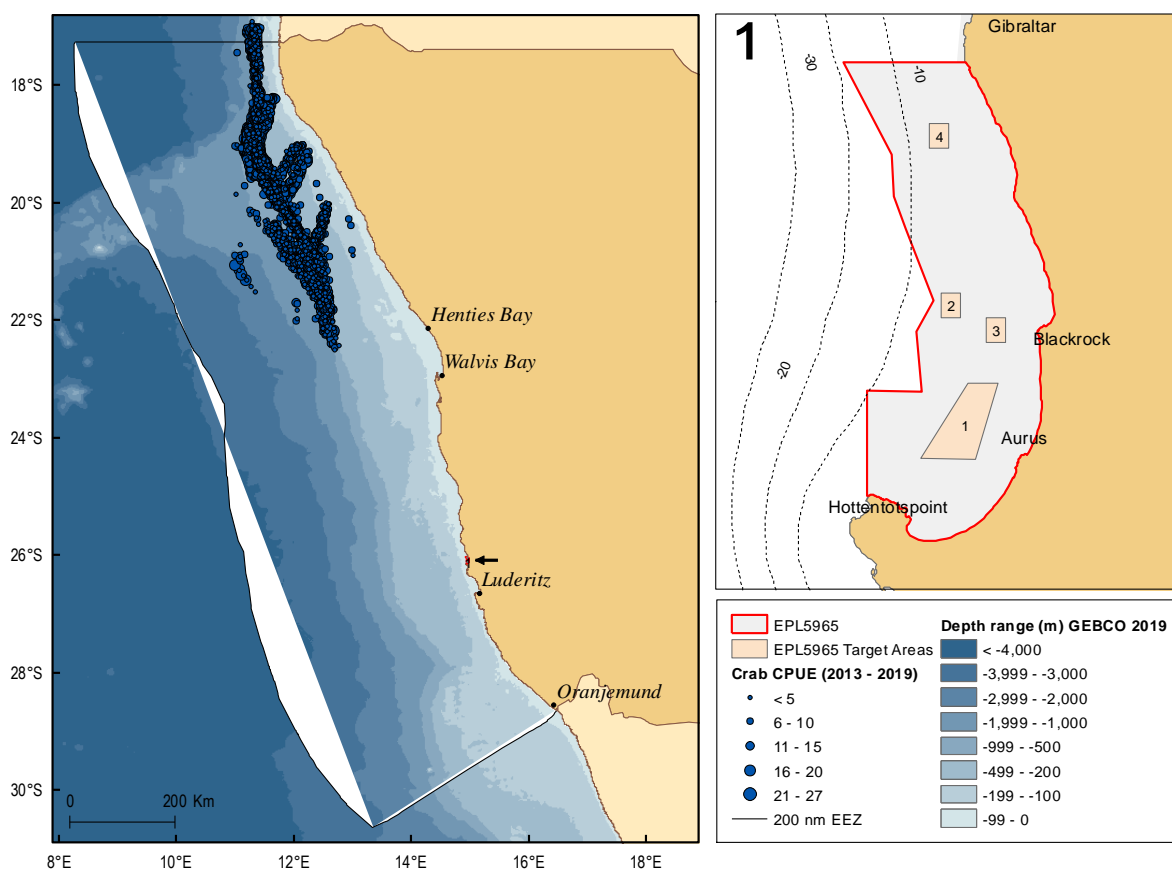 18°S
20°S
22°S
24°S
26°S
28°S
30°S
Henties Bay
Walvis Bay
Luderitz
Oranjemund
0 200 Km
8°E 10°E 12°E 14°E 16°E 18°E
1
Gibraltar
-30
-10
4
2
3
Blackrock
-20
1
Aurus
Hottentotspoint
EPL5965
EPL5965 Target Areas
Crab CPUE (2013 - 2019)
< 5
6 - 10
11 - 15
16 - 20
21 - 27
200 nm EEZ
Depth range (m) GEBCO 2019
< -4,000
-3,999 - -3,000
-2,999 - -2,000
-1,999 - -1,000
-999 - -500
-499 - -200
-199 - -100
-99 - 0